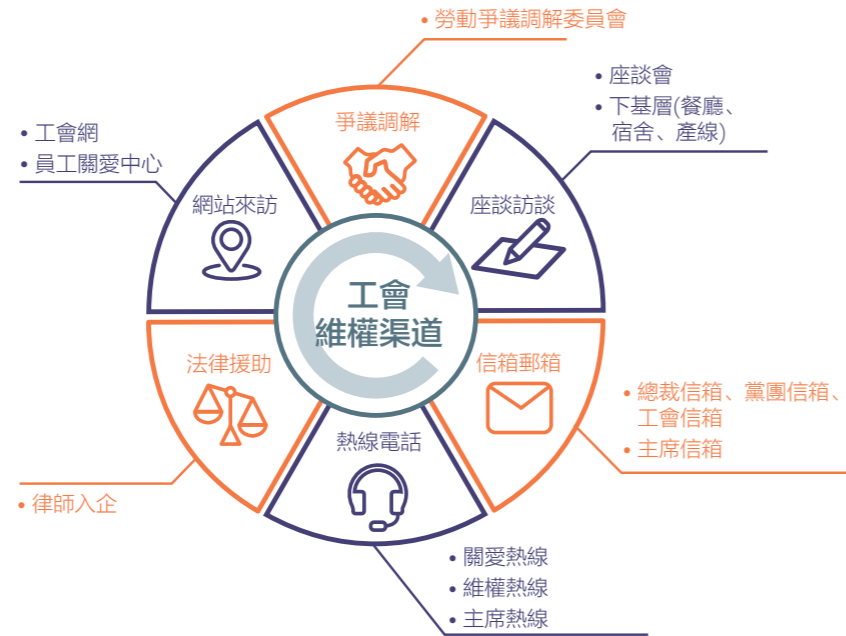 • 勞動爭議調解委員會
爭議調解
• 座談會
• 下基層(餐廳、
宿舍、產線)
座談訪談
• 工會網
• 員工關愛中心
網站來訪
工會
維權渠道
法律援助
• 律師入企
信箱郵箱
• 總裁信箱、黨團信箱、
工會信箱
• 主席信箱
熱線電話
• 關愛熱線
• 維權熱線
• 主席熱線